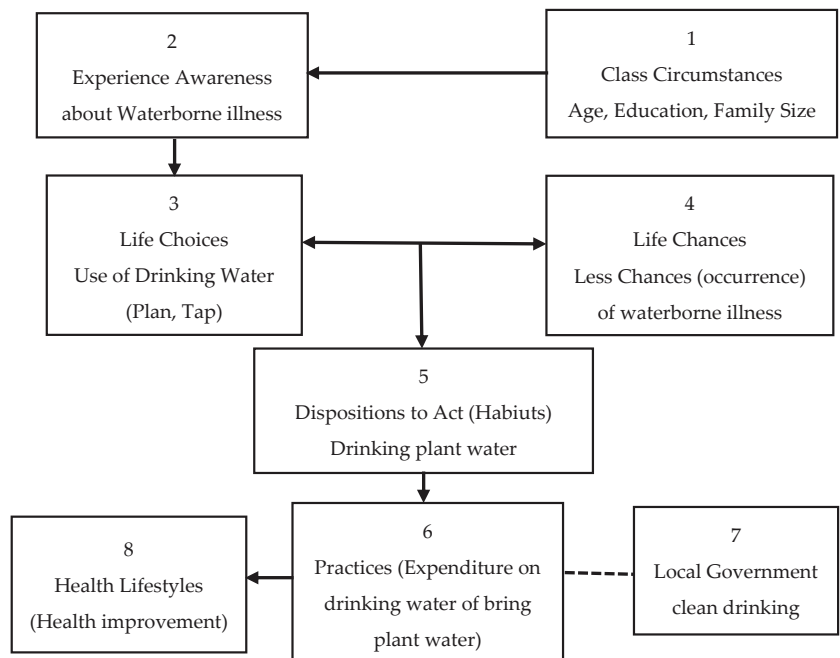 1
Class Circumstances
Age, Education, Family Size
2
Experience Awareness
about Waterborne illness
3
Life Choices
Use of Drinking Water
(Plan, Tap)
4
Life Chances
Less Chances (occurrence)
of waterborne illness
5
Dispositions to Act (Habiuts)
Drinking plant water
6
Practices (Expenditure on
drinking water of bring
plant water)
7
Local Government
clean drinking
8
Health Lifestyles
(Health improvement)